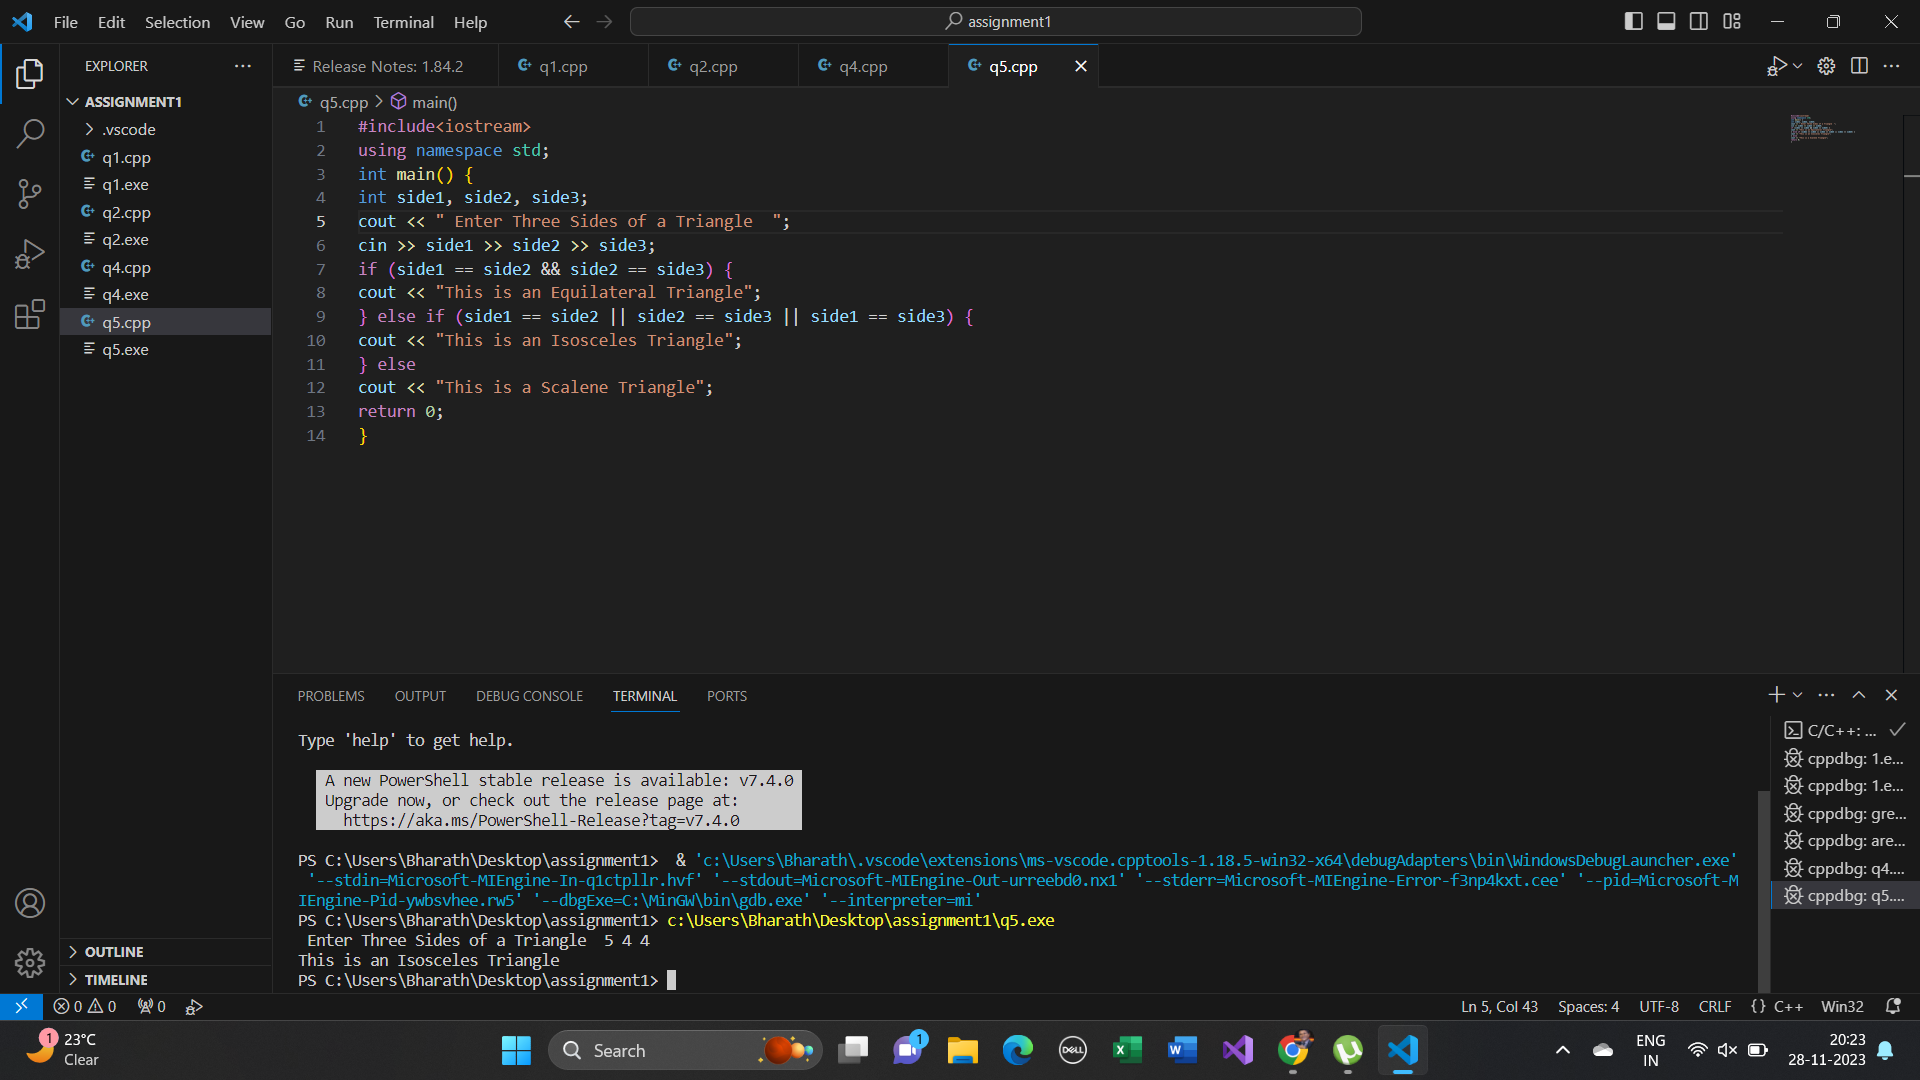 File Edit Selection View Go Run Terminal Help
assignment1
EXPLORER
ASSIGNMENT1
.vscode
q1.cpp
q1.exe
q2.cpp
q2.exe
q4.cpp
q4.exe
q5.cpp
q5.exe
OUTLINE
TIMELINE
Release Notes: 1.84.2 q1.cpp q2.cpp q4.cpp q5.cpp
q5.cpp > main()
1 #include<iostream>
2 using namespace std;
3 int main() {
4 int side1, side2, side3;
5 cout << " Enter Three Sides of a Triangle  ";
6 cin >> side1 >> side2 >> side3;
7 if (side1 == side2 && side2 == side3) {
8 cout << "This is an Equilateral Triangle";
9 } else if (side1 == side2 || side2 == side3 || side1 == side3) {
10 cout << "This is an Isosceles Triangle";
11 } else
12 cout << "This is a Scalene Triangle";
13 return 0;
14 }
PROBLEMS OUTPUT DEBUG CONSOLE TERMINAL PORTS
Type 'help' to get help.
A new PowerShell stable release is available: v7.4.0
Upgrade now, or check out the release page at:
https://aka.ms/PowerShell-Release?tag=v7.4.0
PS C:\Users\Bharath\Desktop\assignment1>  & 'c:\Users\Bharath\.vscode\extensions\ms-vscode.cpptools-1.18.5-win32-x64\debugAdapters\bin\WindowsDebugLauncher.exe'
'--stdin=Microsoft-MIEngine-In-q1ctpllr.hvf' '--stdout=Microsoft-MIEngine-Out-urreebd0.nx1' '--stderr=Microsoft-MIEngine-Error-f3np4kxt.cee' '--pid=Microsoft-M
IEngine-Pid-ywbsvhee.rw5' '--dbgExe=C:\MinGW\bin\gdb.exe' '--interpreter=mi'
PS C:\Users\Bharath\Desktop\assignment1> c:\Users\Bharath\Desktop\assignment1\q5.exe
Enter Three Sides of a Triangle  5 4 4
This is an Isosceles Triangle
PS C:\Users\Bharath\Desktop\assignment1>
C/C++: ...
cppdbg: 1.e...
cppdbg: 1.e...
cppdbg: gre...
cppdbg: are...
cppdbg: q4....
cppdbg: q5....
0 0 0
Ln 5, Col 43 Spaces: 4 UTF-8 CRLF {} C++ Win32
1
23°C
Clear
Search
1
DELL
ENG
IN
20:23
28-11-2023